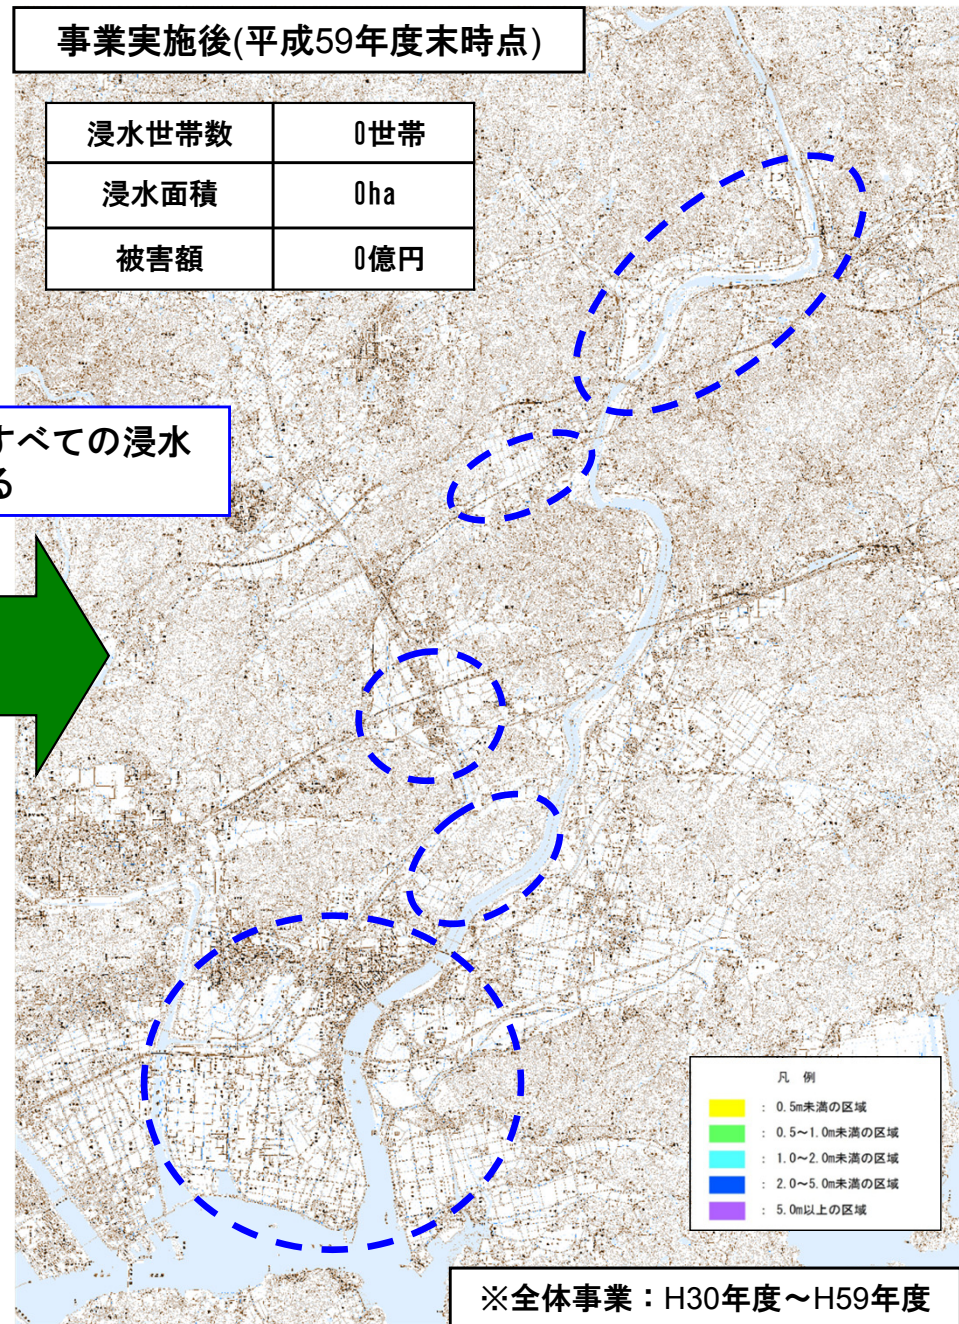 事業実施後(平成59年度末時点)
浸水世帯数 0世帯
浸水面積 0ha
被害額 0億円
すべての浸水
る
凡 例
: 0.5m未満の区域
: 0.5～1.0m未満の区域
: 1.0～2.0m未満の区域
: 2.0～5.0m未満の区域
: 5.0m以上の区域
※全体事業：H30年度～H59年度